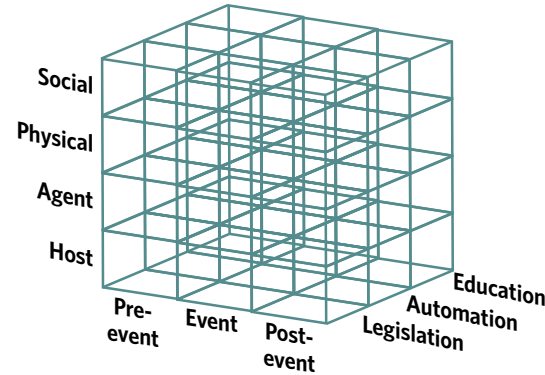 Social
Physical
Agent
Host
Pre-
event
Event
Post-
event
Legislation
Automation
Education